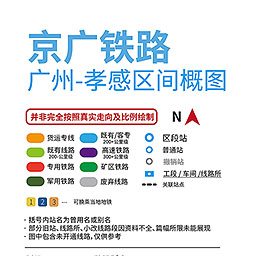 京广铁路
广州-孝感区间概图
并非完全按照真实走向及比例绘制
N
货运专线
既有/客专
200+公里级
区段站
既有线路
200-公里级
高速铁路
300+公里级
普通站
撤销站
专用铁路
矿区铁路
工段 / 车间 /线路所
军用铁路
废弃线路
关联站点
1 2 3 可换乘当地地铁
· 括号内站名为曾用名或别名
· 部分旧站、线路所、小改线路段因资料不全、篇幅所限未能展现
· 图中包含未开通线路,仅供参考